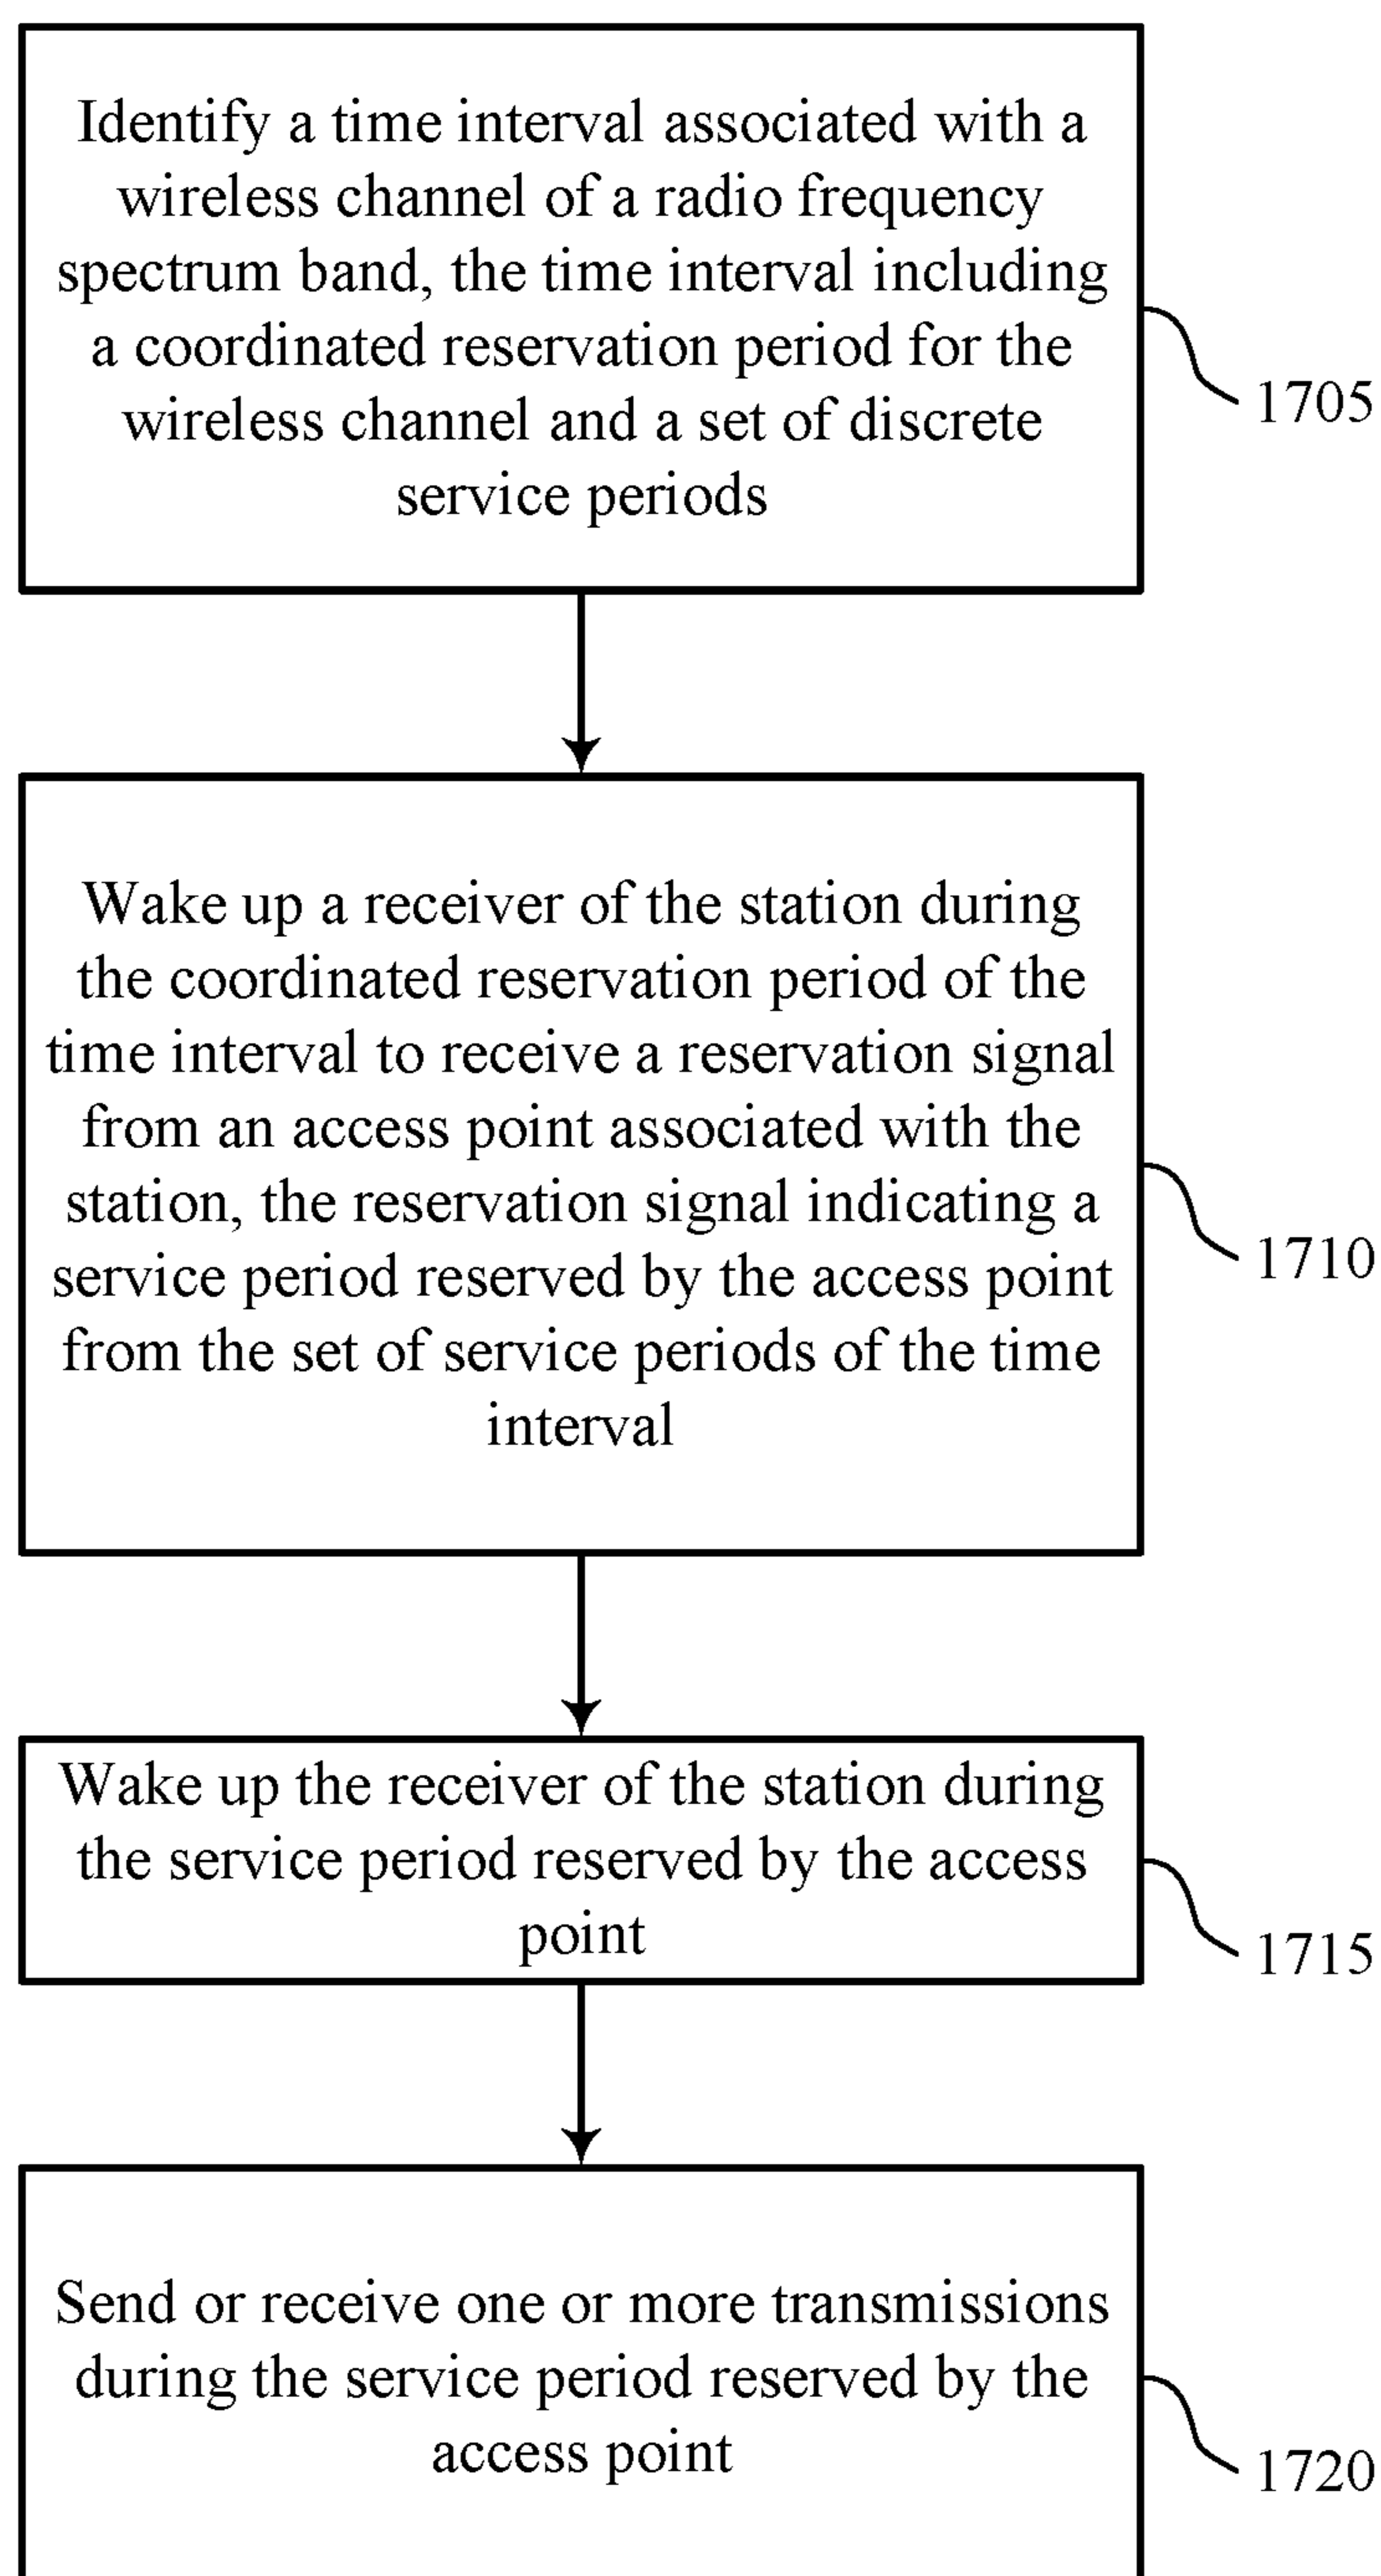 Identify a time interval associated with a
wireless channel of a radio frequency
spectrum band, the time interval including
a coordinated reservation period for the
wireless channel and a set of discrete
service periods
1705
Wake up a receiver of the station during
the coordinated reservation period of the
time interval to receive a reservation signal
from an access point associated with the
station, the reservation signal indicating a
service period reserved by the access point
from the set of service periods of the time
interval
1710
Wake up the receiver of the station during
the service period reserved by the access
point
1715
Send or receive one or more transmissions
during the service period reserved by the
access point
1720